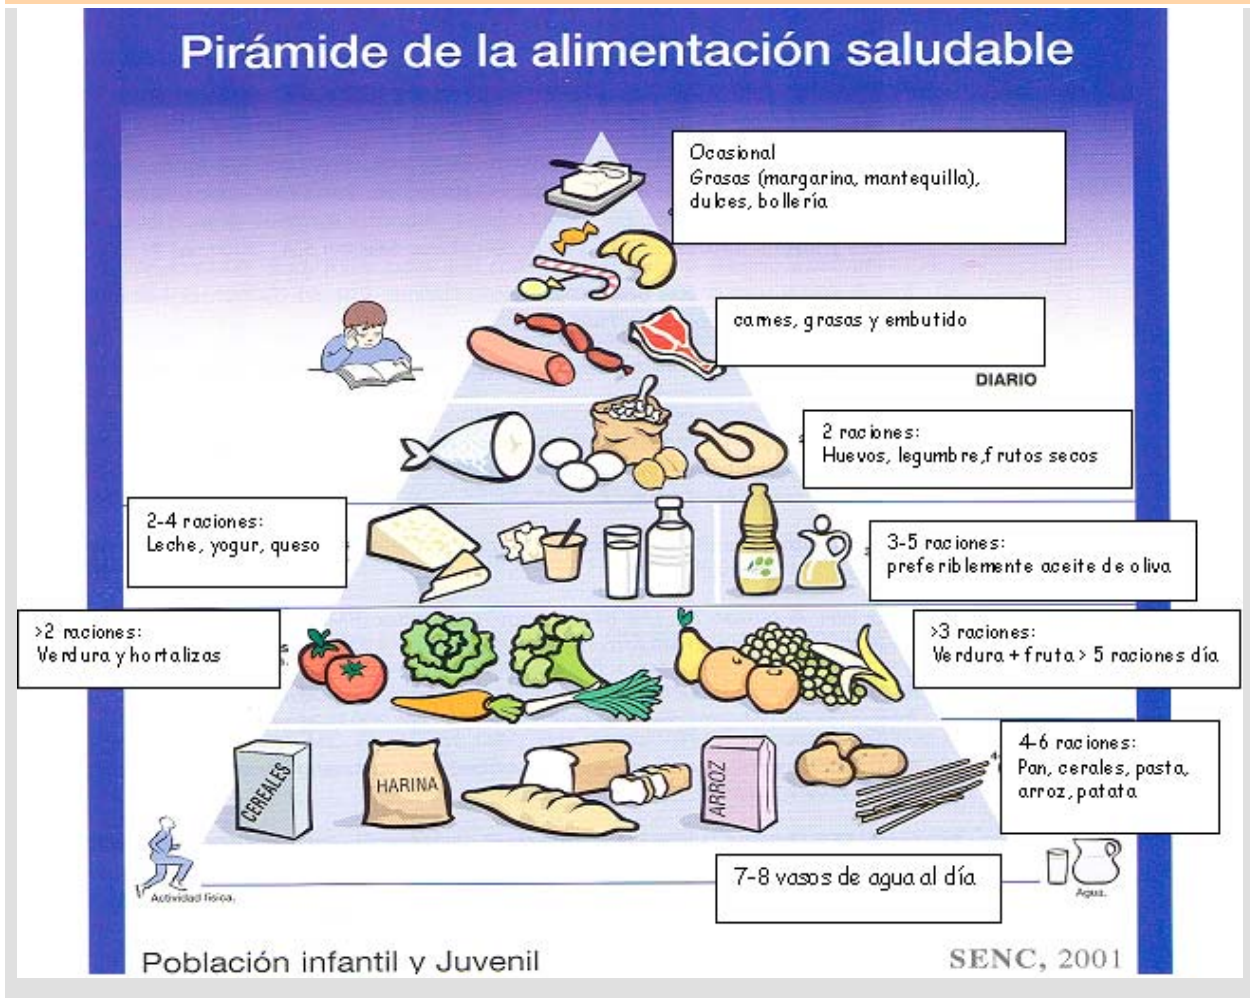 Pirámide de la alimentación saludable
Ocasional
Grasas (margarina, mantequilla),
dulces, bollería
carnes, grasas y embutido
DIARIO
2 raciones:
Huevos, legumbre,frutos secos
2-4 raciones:
Leche, yogur, queso
3-5 raciones:
preferiblemente aceite de oliva
>2 raciones:
Verdura y hortalizas
>3 raciones:
Verdura + fruta > 5 raciones día
4-6 raciones:
Pan, cerales, pasta,
arroz, patata
CEREALES
HARINA
ARROZ
7-8 vasos de agua al día
Actividad física.
Agua.
Población infantil y Juvenil
SENC, 2001